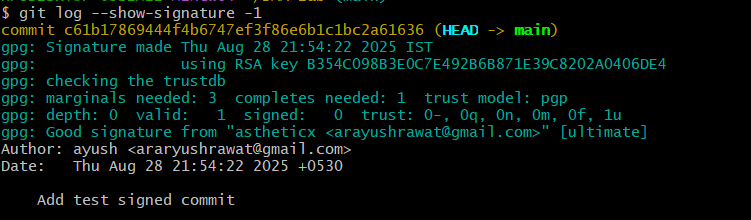 $ git log --show-signature -1
commit c61b17869444f4b6747ef3f86e6b1c1bc2a61636 (HEAD -> main)
gpg: Signature made Thu Aug 28 21:54:22 2025 IST
gpg:                using RSA key B354C098B3E0C7E492B6B871E39C8202A0406DE4
gpg: checking the trustdb
gpg: marginals needed: 3  completes needed: 1  trust model: pgp
gpg: depth: 0  valid:   1  signed:   0  trust: 0-, 0q, 0n, 0m, 0f, 1u
gpg: Good signature from "astheticx <arayushrawat@gmail.com>" [ultimate]
Author: ayush <araryushrawat@gmail.com>
Date:   Thu Aug 28 21:54:22 2025 +0530
    Add test signed commit